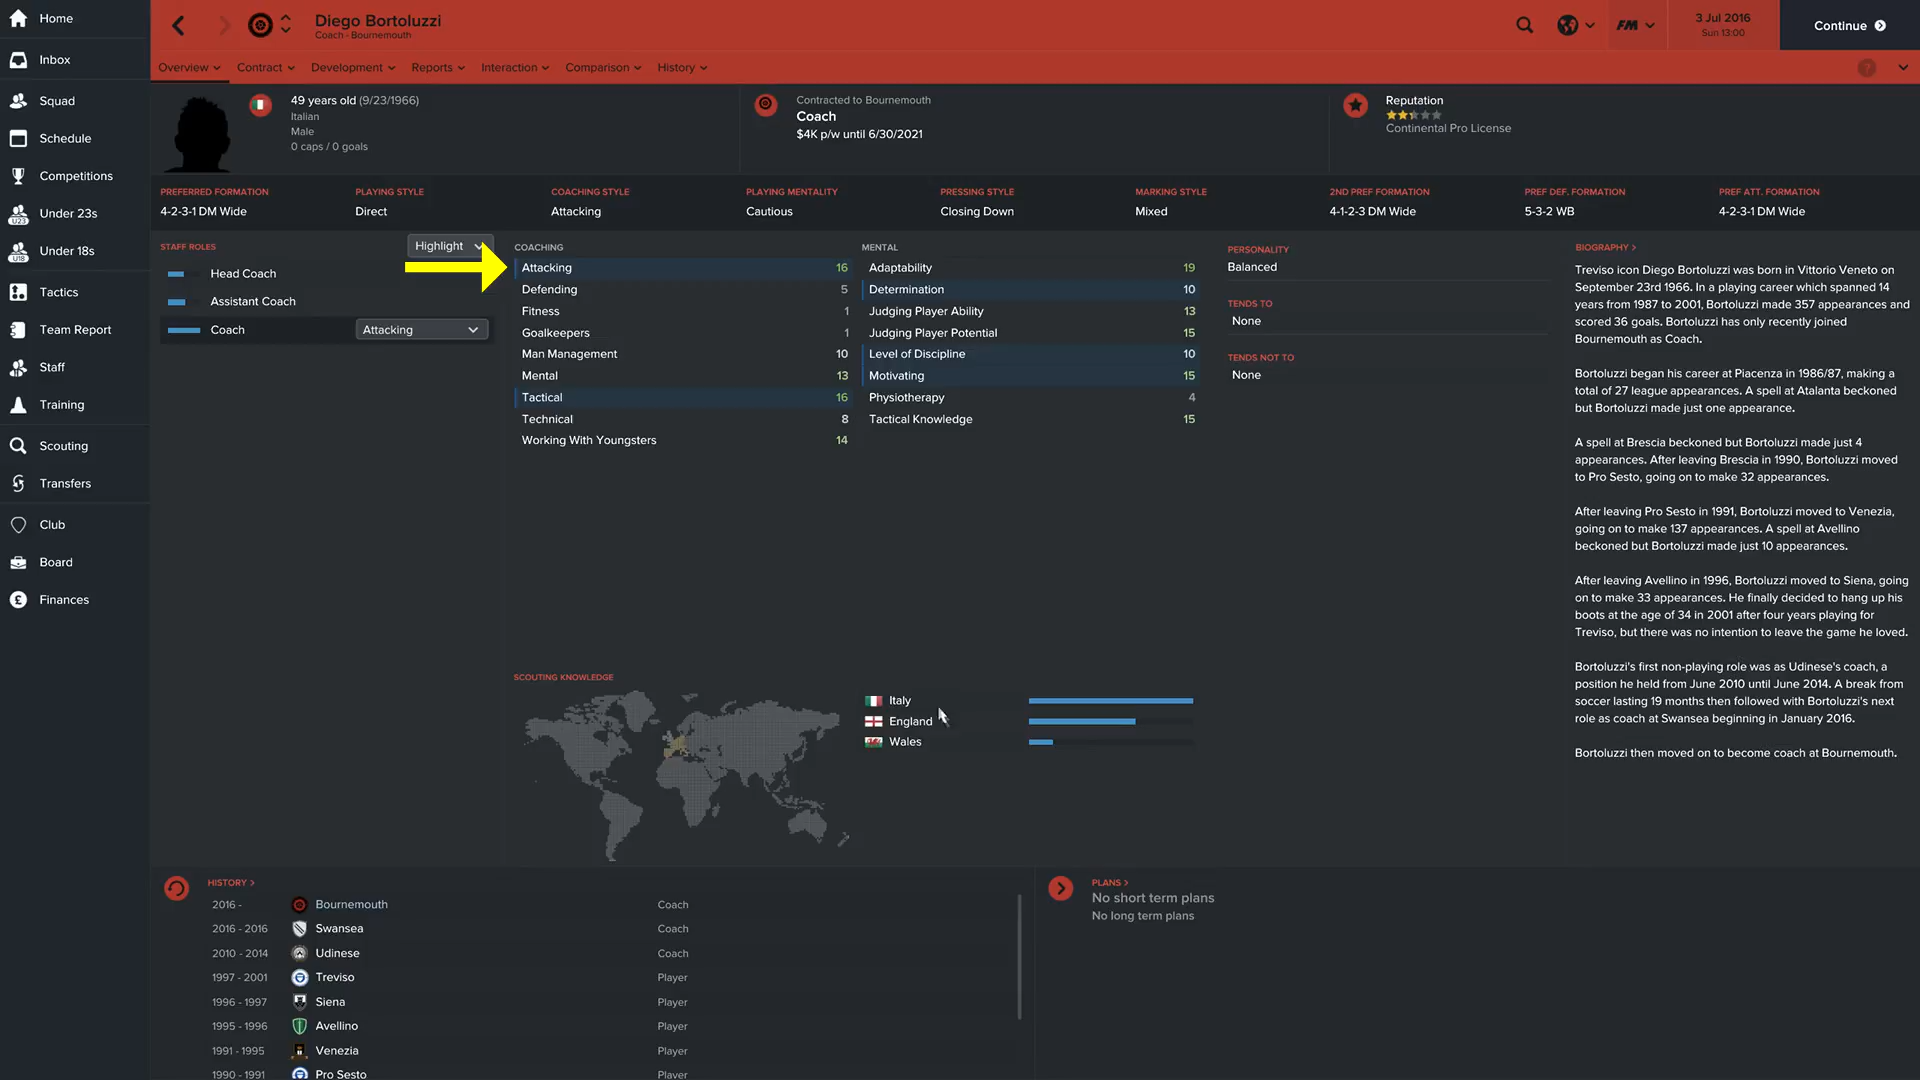 Home
Inbox
Squad
Schedule
Competitions
Under 23s
Under 18s
Tactics
Team Report
Staff
Training
Scouting
Transfers
Club
Board
Finances
Diego Bortoluzzi
Coach - Bournemouth
FM
3 Jul 2016
Sun 13:00
Continue
Overview
Contract
Development
Reports
Interaction
Comparison
History
49 years old (9/23/1966)
Italian
Male
0 caps / 0 goals
Contracted to Bournemouth
Coach
$4K p/w until 6/30/2021
Reputation
Continental Pro License
PREFERRED FORMATION
4-2-3-1 DM Wide
PLAYING STYLE
Direct
COACHING STYLE
Attacking
PLAYING MENTALITY
Cautious
PRESSING STYLE
Closing Down
MARKING STYLE
Mixed
2ND PREF FORMATION
4-1-2-3 DM Wide
PREF DEF. FORMATION
5-3-2 WB
PREF ATT. FORMATION
4-2-3-1 DM Wide
STAFF ROLES
Highlight
Head Coach
Assistant Coach
Coach Attacking
COACHING
Attacking 16
Defending 5
Fitness 1
Goalkeepers 1
Man Management 10
Mental 13
Tactical 16
Technical 8
Working With Youngsters 14
MENTAL
Adaptability 19
Determination 10
Judging Player Ability 13
Judging Player Potential 15
Level of Discipline 10
Motivating 15
Physiotherapy 4
Tactical Knowledge 15
PERSONALITY
Balanced
TENDS TO
None
TENDS NOT TO
None
BIOGRAPHY >
Treviso icon Diego Bortoluzzi was born in Vittorio Veneto on
September 23rd 1966. In a playing career which spanned 14
years from 1987 to 2001, Bortoluzzi made 357 appearances and
scored 36 goals. Bortoluzzi has only recently joined
Bournemouth as Coach.
Bortoluzzi began his career at Piacenza in 1986/87, making a
total of 27 league appearances. A spell at Atalanta beckoned
but Bortoluzzi made just one appearance.
A spell at Brescia beckoned but Bortoluzzi made just 4
appearances. After leaving Brescia in 1990, Bortoluzzi moved
to Pro Sesto, going on to make 32 appearances.
After leaving Pro Sesto in 1991, Bortoluzzi moved to Venezia,
going on to make 137 appearances. A spell at Avellino
beckoned but Bortoluzzi made just 10 appearances.
After leaving Avellino in 1996, Bortoluzzi moved to Siena, going
on to make 33 appearances. He finally decided to hang up his
boots at the age of 34 in 2001 after four years playing for
Treviso, but there was no intention to leave the game he loved.
Bortoluzzi's first non-playing role was as Udinese's coach, a
position he held from June 2010 until June 2014. A break from
soccer lasting 19 months then followed with Bortoluzzi's next
role as coach at Swansea beginning in January 2016.
Bortoluzzi then moved on to become coach at Bournemouth.
SCOUTING KNOWLEDGE
Italy
England
Wales
HISTORY >
2016 - Bournemouth Coach
2016 - 2016 Swansea Coach
2010 - 2014 Udinese Coach
1997 - 2001 Treviso Player
1996 - 1997 Siena Player
1995 - 1996 Avellino Player
1991 - 1995 Venezia Player
1990 - 1991 Pro Sesto Player
PLANS >
No short term plans
No long term plans